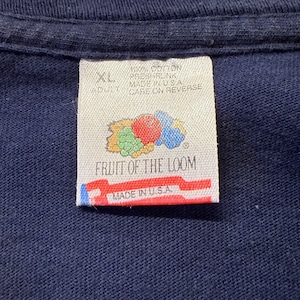 XL
ADULT
100% COTTON
PRESHRUNK
MADE IN U.S.A.
CARE ON REVERSE
®
FRUIT OF THE LOOM
MADE IN U.S.A.